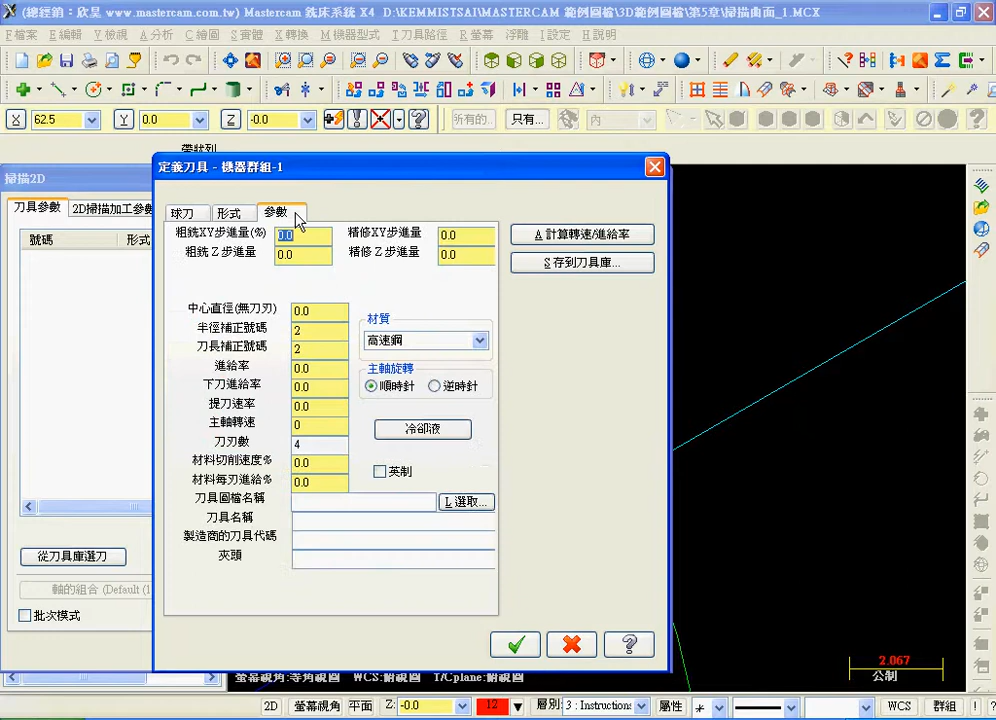 (總經銷：欣昊 www.mastercam.com.tw) Mastercam 銑床系統 X4 D:\KEMMISTSAI\MASTERCAM 範例圖檔\3D範例圖檔\第5章\掃描曲面_1.MCX
F檔案 E編輯 V檢視 A分析 C繪圖 S實體 X轉換 M機器型式 T刀具路徑 R螢幕 浮雕 I設定 H說明
X 62.5 Y 0.0 Z -0.0 所有的.. 只有... 內
帶狀列
掃描2D
刀具參數 2D掃描加工參數
號碼 形式
從刀具庫選刀
軸的組合 (Default (1
批次模式
定義刀具 - 機器群組-1
球刀 形式 參數
粗銑XY步進量(%) 0.0 精修XY步進量 0.0
粗銑Z步進量 0.0 精修Z步進量 0.0
A 計算轉速/進給率
S 存到刀具庫...
中心直徑(無刀刃) 0.0
半徑補正號碼 2
刀長補正號碼 2
進給率 0.0
下刀進給率 0.0
提刀速率 0.0
主軸轉速 0
刀刃數 4
材料切削速度% 0.0
材料每刃進給% 0.0
刀具圖檔名稱 L 選取...
刀具名稱
製造商的刀具代碼
夾頭
材質
高速鋼
主軸旋轉
順時針 逆時針
冷卻液
英制
2.067
公制
螢幕視角:等角視圖 WCS:俯視圖 T/Cplane:俯視圖
2D 螢幕視角 平面 Z: -0.0 12 層別: 3 : Instructions 屬性 WCS 群組